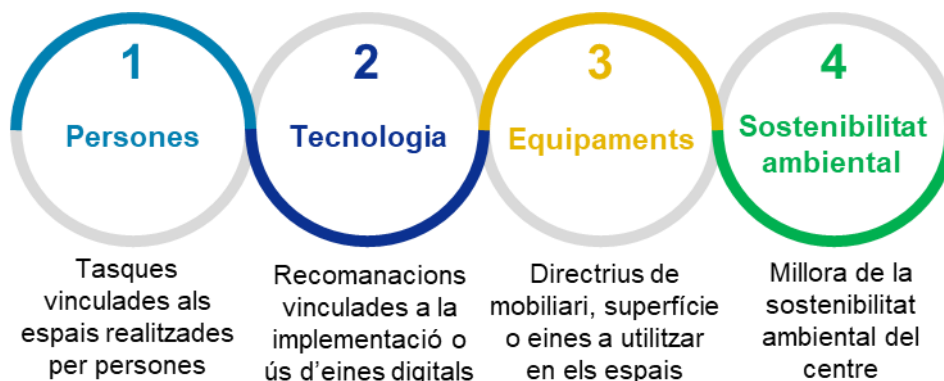 1
Persones
Tasques
vinculades als
espais realitzades
per persones
2
Tecnologia
Recomanacions
vinculades a la
implementació o
ús d’eines digitals
3
Equipaments
Directrius de
mobiliari, superfície
o eines a utilitzar
en els espais
4
Sostenibilitat
ambiental
Millora de la
sostenibilitat
ambiental del
centre